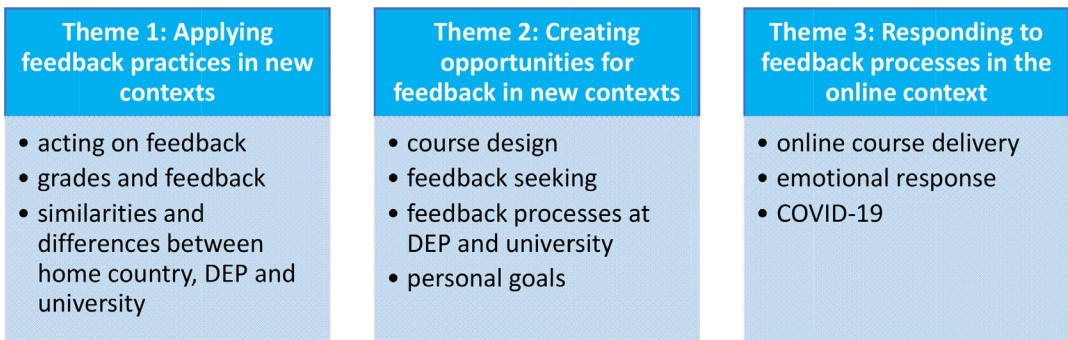 Theme 1: Applying
feedback practices in new
contexts
• acting on feedback
• grades and feedback
• similarities and
differences between
home country, DEP and
university
Theme 2: Creating
opportunities for
feedback in new contexts
• course design
• feedback seeking
• feedback processes at
DEP and university
• personal goals
Theme 3: Responding to
feedback processes in the
online context
• online course delivery
• emotional response
• COVID-19